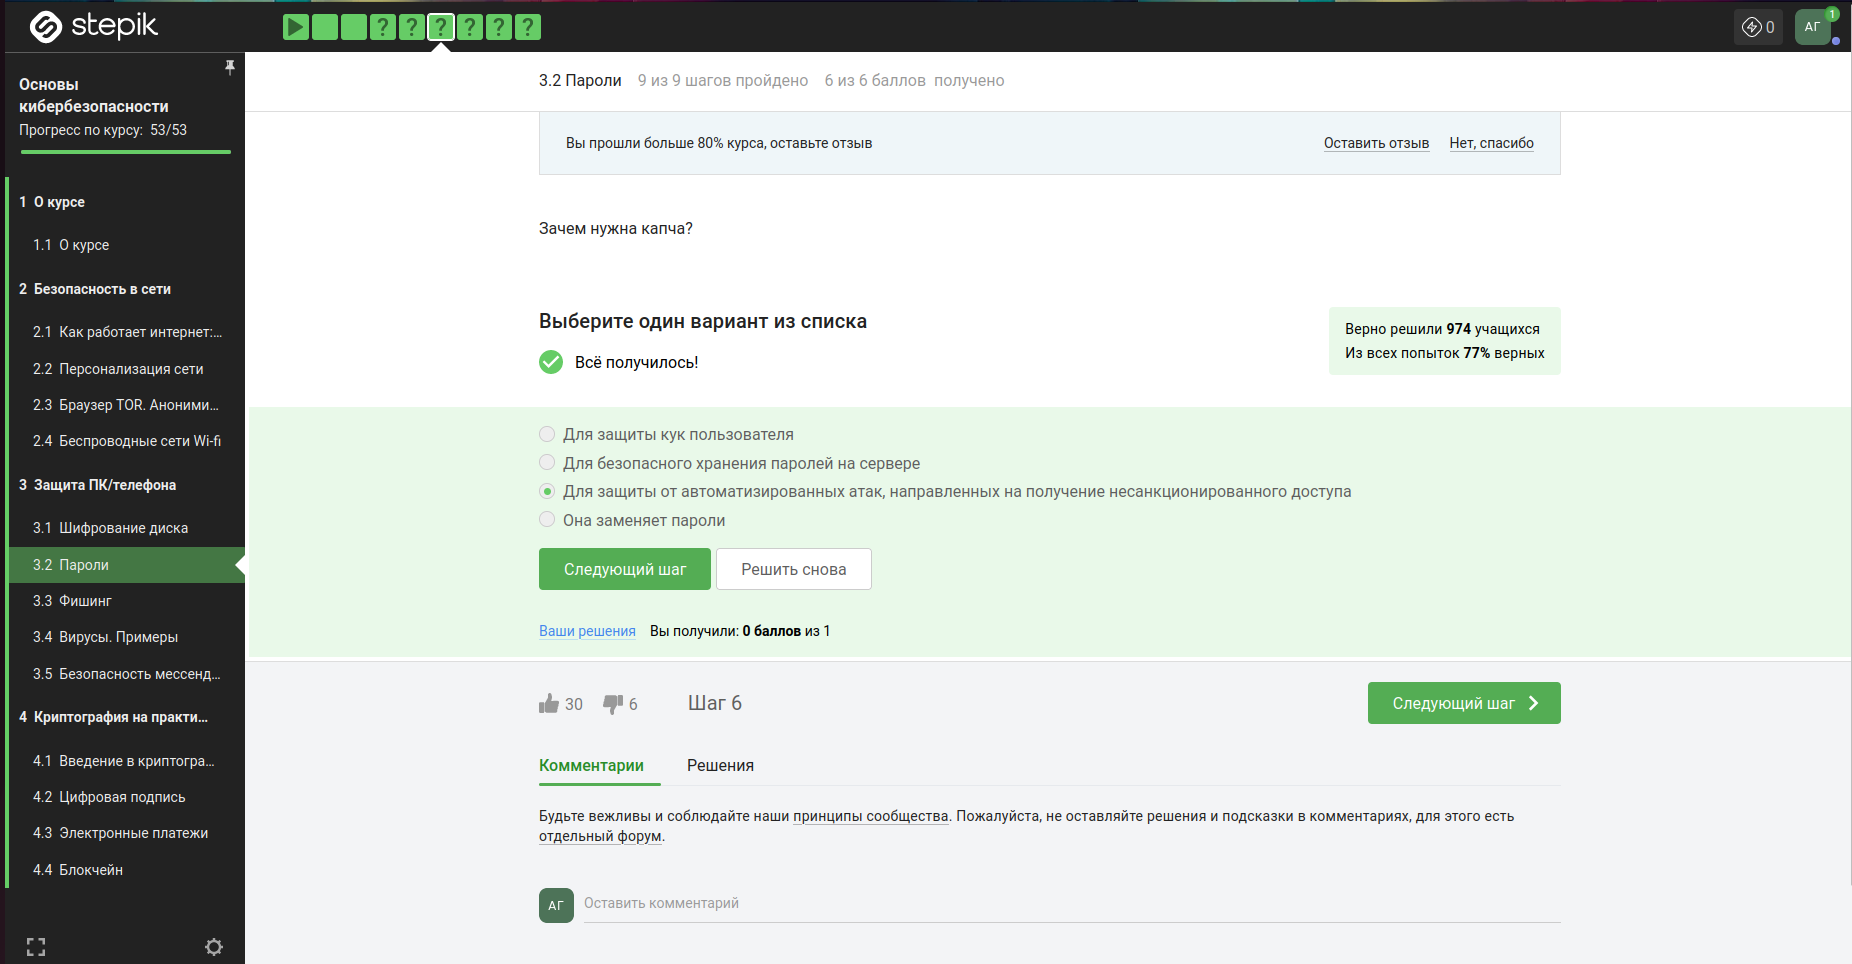 stepik
? ? ? ? ? ?
0
АГ
1
Основы
кибербезопасности
Прогресс по курсу: 53/53
1 О курсе
1.1 О курсе
2 Безопасность в сети
2.1 Как работает интернет:...
2.2 Персонализация сети
2.3 Браузер TOR. Аноними...
2.4 Беспроводные сети Wi-fi
3 Защита ПК/телефона
3.1 Шифрование диска
3.2 Пароли
3.3 Фишинг
3.4 Вирусы. Примеры
3.5 Безопасность мессенд...
4 Криптография на практи...
4.1 Введение в криптогра...
4.2 Цифровая подпись
4.3 Электронные платежи
4.4 Блокчейн
3.2 Пароли 9 из 9 шагов пройдено 6 из 6 баллов получено
Вы прошли больше 80% курса, оставьте отзыв Оставить отзыв Нет, спасибо
Зачем нужна капча?
Выберите один вариант из списка
Всё получилось!
Верно решили 974 учащихся
Из всех попыток 77% верных
Для защиты кук пользователя
Для безопасного хранения паролей на сервере
Для защиты от автоматизированных атак, направленных на получение несанкционированного доступа
Она заменяет пароли
Следующий шаг Решить снова
Ваши решения Вы получили: 0 баллов из 1
30 6 Шаг 6 Следующий шаг
Комментарии Решения
Будьте вежливы и соблюдайте наши принципы сообщества. Пожалуйста, не оставляйте решения и подсказки в комментариях, для этого есть
отдельный форум.
АГ Оставить комментарий